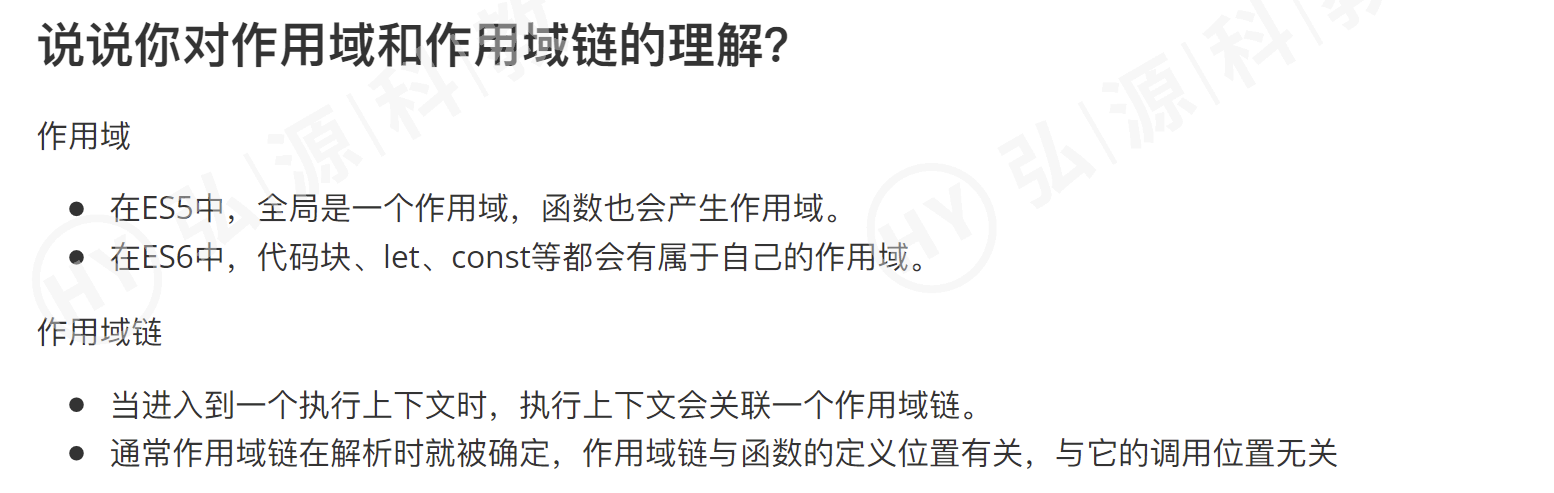 说说你对作用域和作用域链的理解?
作用域
在ES5中，全局是一个作用域，函数也会产生作用域。
在ES6中，代码块、let、const等都会有属于自己的作用域。
作用域链
当进入到一个执行上下文时，执行上下文会关联一个作用域链。
通常作用域链在解析时就被确定，作用域链与函数的定义位置有关，与它的调用位置无关
HY 弘|源|科|教
HY 弘|源|科|教